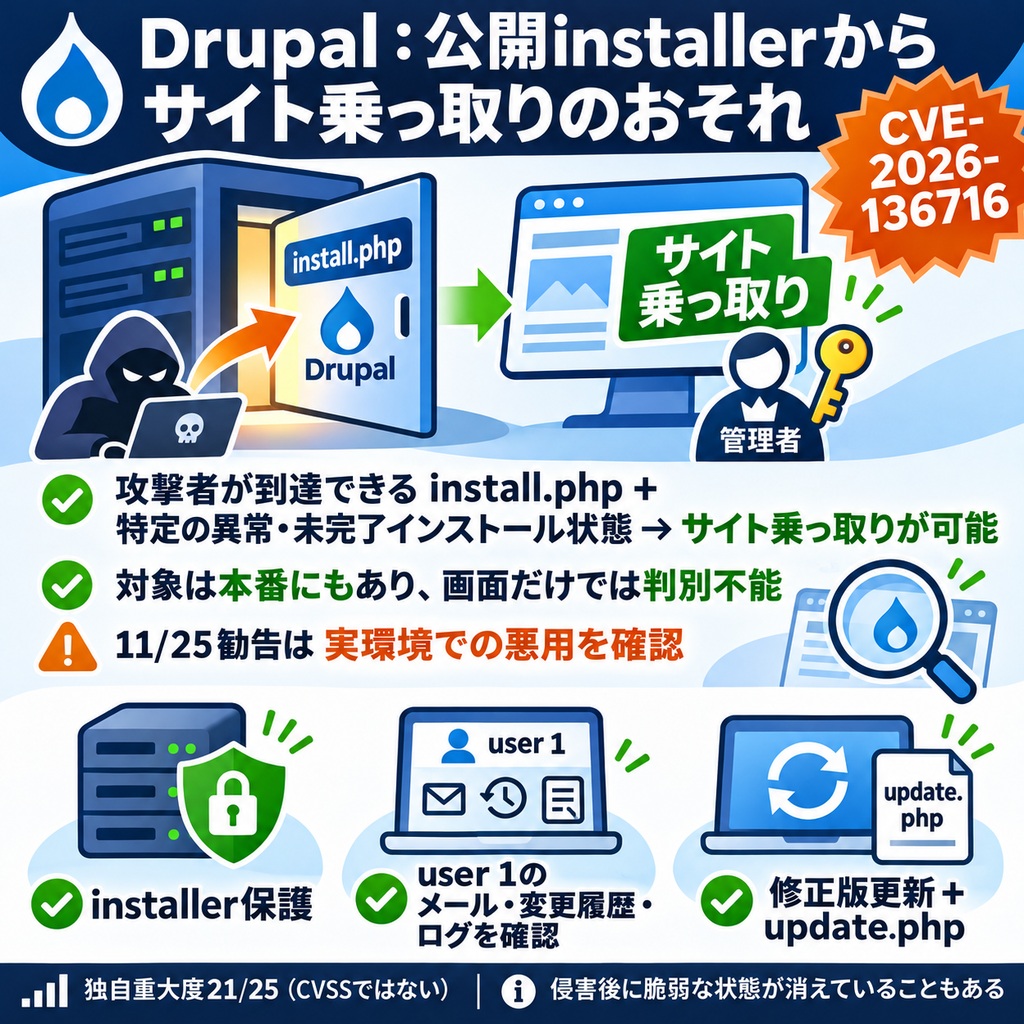 Drupal：公開installerから
サイト乗っ取りのおそれ
CVE-
2026-
136716
install.php
Drupal
サイト
乗っ取り
管理者
攻撃者が到達できる install.php +
特定の異常・未完了インストール状態 → サイト乗っ取りが可能
対象は本番にもあり、画面だけでは判別不能
11/25勧告は 実環境での悪用を確認
user 1
update.
php
installer保護
user 1の
メール・変更履歴・
ログを確認
修正版更新+
update.php
独自重大度21/25（CVSSではない）
侵害後に脆弱な状態が消えていることもある